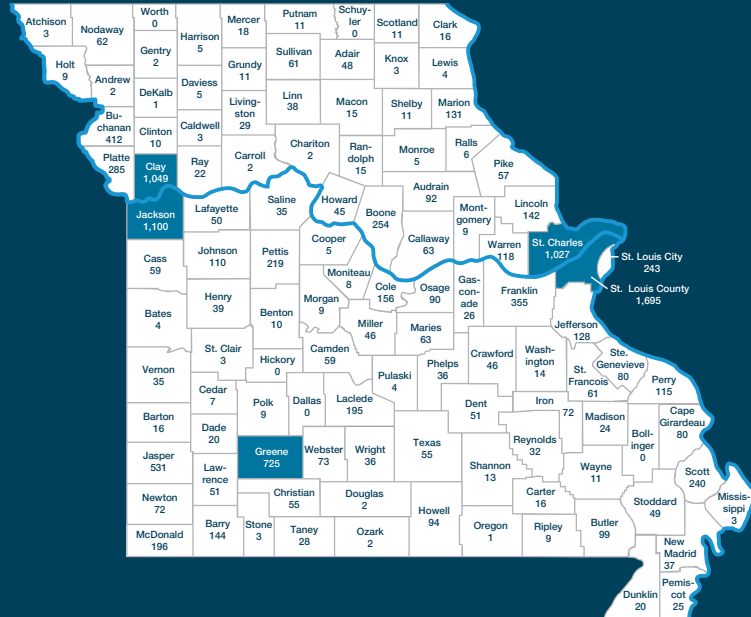 Atchison
3
Nodaway
62
Worth
0
Gentry
2
Harrison
5
Mercer
18
Putnam
11
Schuy-
ler
0
Scotland
11
Clark
16
Holt
9
Andrew
2
DeKalb
1
Daviess
5
Grundy
11
Sullivan
61
Adair
48
Knox
3
Lewis
4
Bu-
chanan
412
Clinton
10
Caldwell
3
Living-
ston
29
Linn
38
Macon
15
Shelby
11
Marion
131
Platte
285
Clay
1,049
Ray
22
Carroll
2
Chariton
2
Ran-
dolph
15
Monroe
5
Ralls
6
Pike
57
Jackson
1,100
Lafayette
50
Saline
35
Howard
45
Boone
254
Audrain
92
Callaway
63
Mont-
gomery
9
Lincoln
142
Warren
118
St. Charles
1,027
St. Louis City
243
St. Louis County
1,695
Cass
59
Johnson
110
Pettis
219
Cooper
5
Moniteau
8
Cole
156
Osage
90
Gas-
con-
ade
26
Franklin
355
Jefferson
128
Bates
4
Henry
39
Benton
10
Morgan
9
Miller
46
Maries
63
Crawford
46
Wash-
ington
14
St.
Francois
61
Ste.
Genevieve
80
Perry
115
Vernon
35
St. Clair
3
Hickory
0
Camden
59
Pulaski
4
Phelps
36
Dent
51
Iron
72
Madison
24
Cape
Girardeau
80
Barton
16
Cedar
7
Polk
9
Dallas
0
Laclede
195
Texas
55
Reynolds
32
Boll-
inger
0
Jasper
531
Dade
20
Greene
725
Webster
73
Wright
36
Shannon
13
Wayne
11
Scott
240
Law-
rence
51
Newton
72
Christian
55
Douglas
2
Howell
94
Carter
16
Stoddard
49
Missis-
sippi
3
McDonald
196
Barry
144
Stone
3
Taney
28
Ozark
2
Oregon
1
Ripley
9
Butler
99
New
Madrid
37
Dunklin
20
Pemis-
cot
25